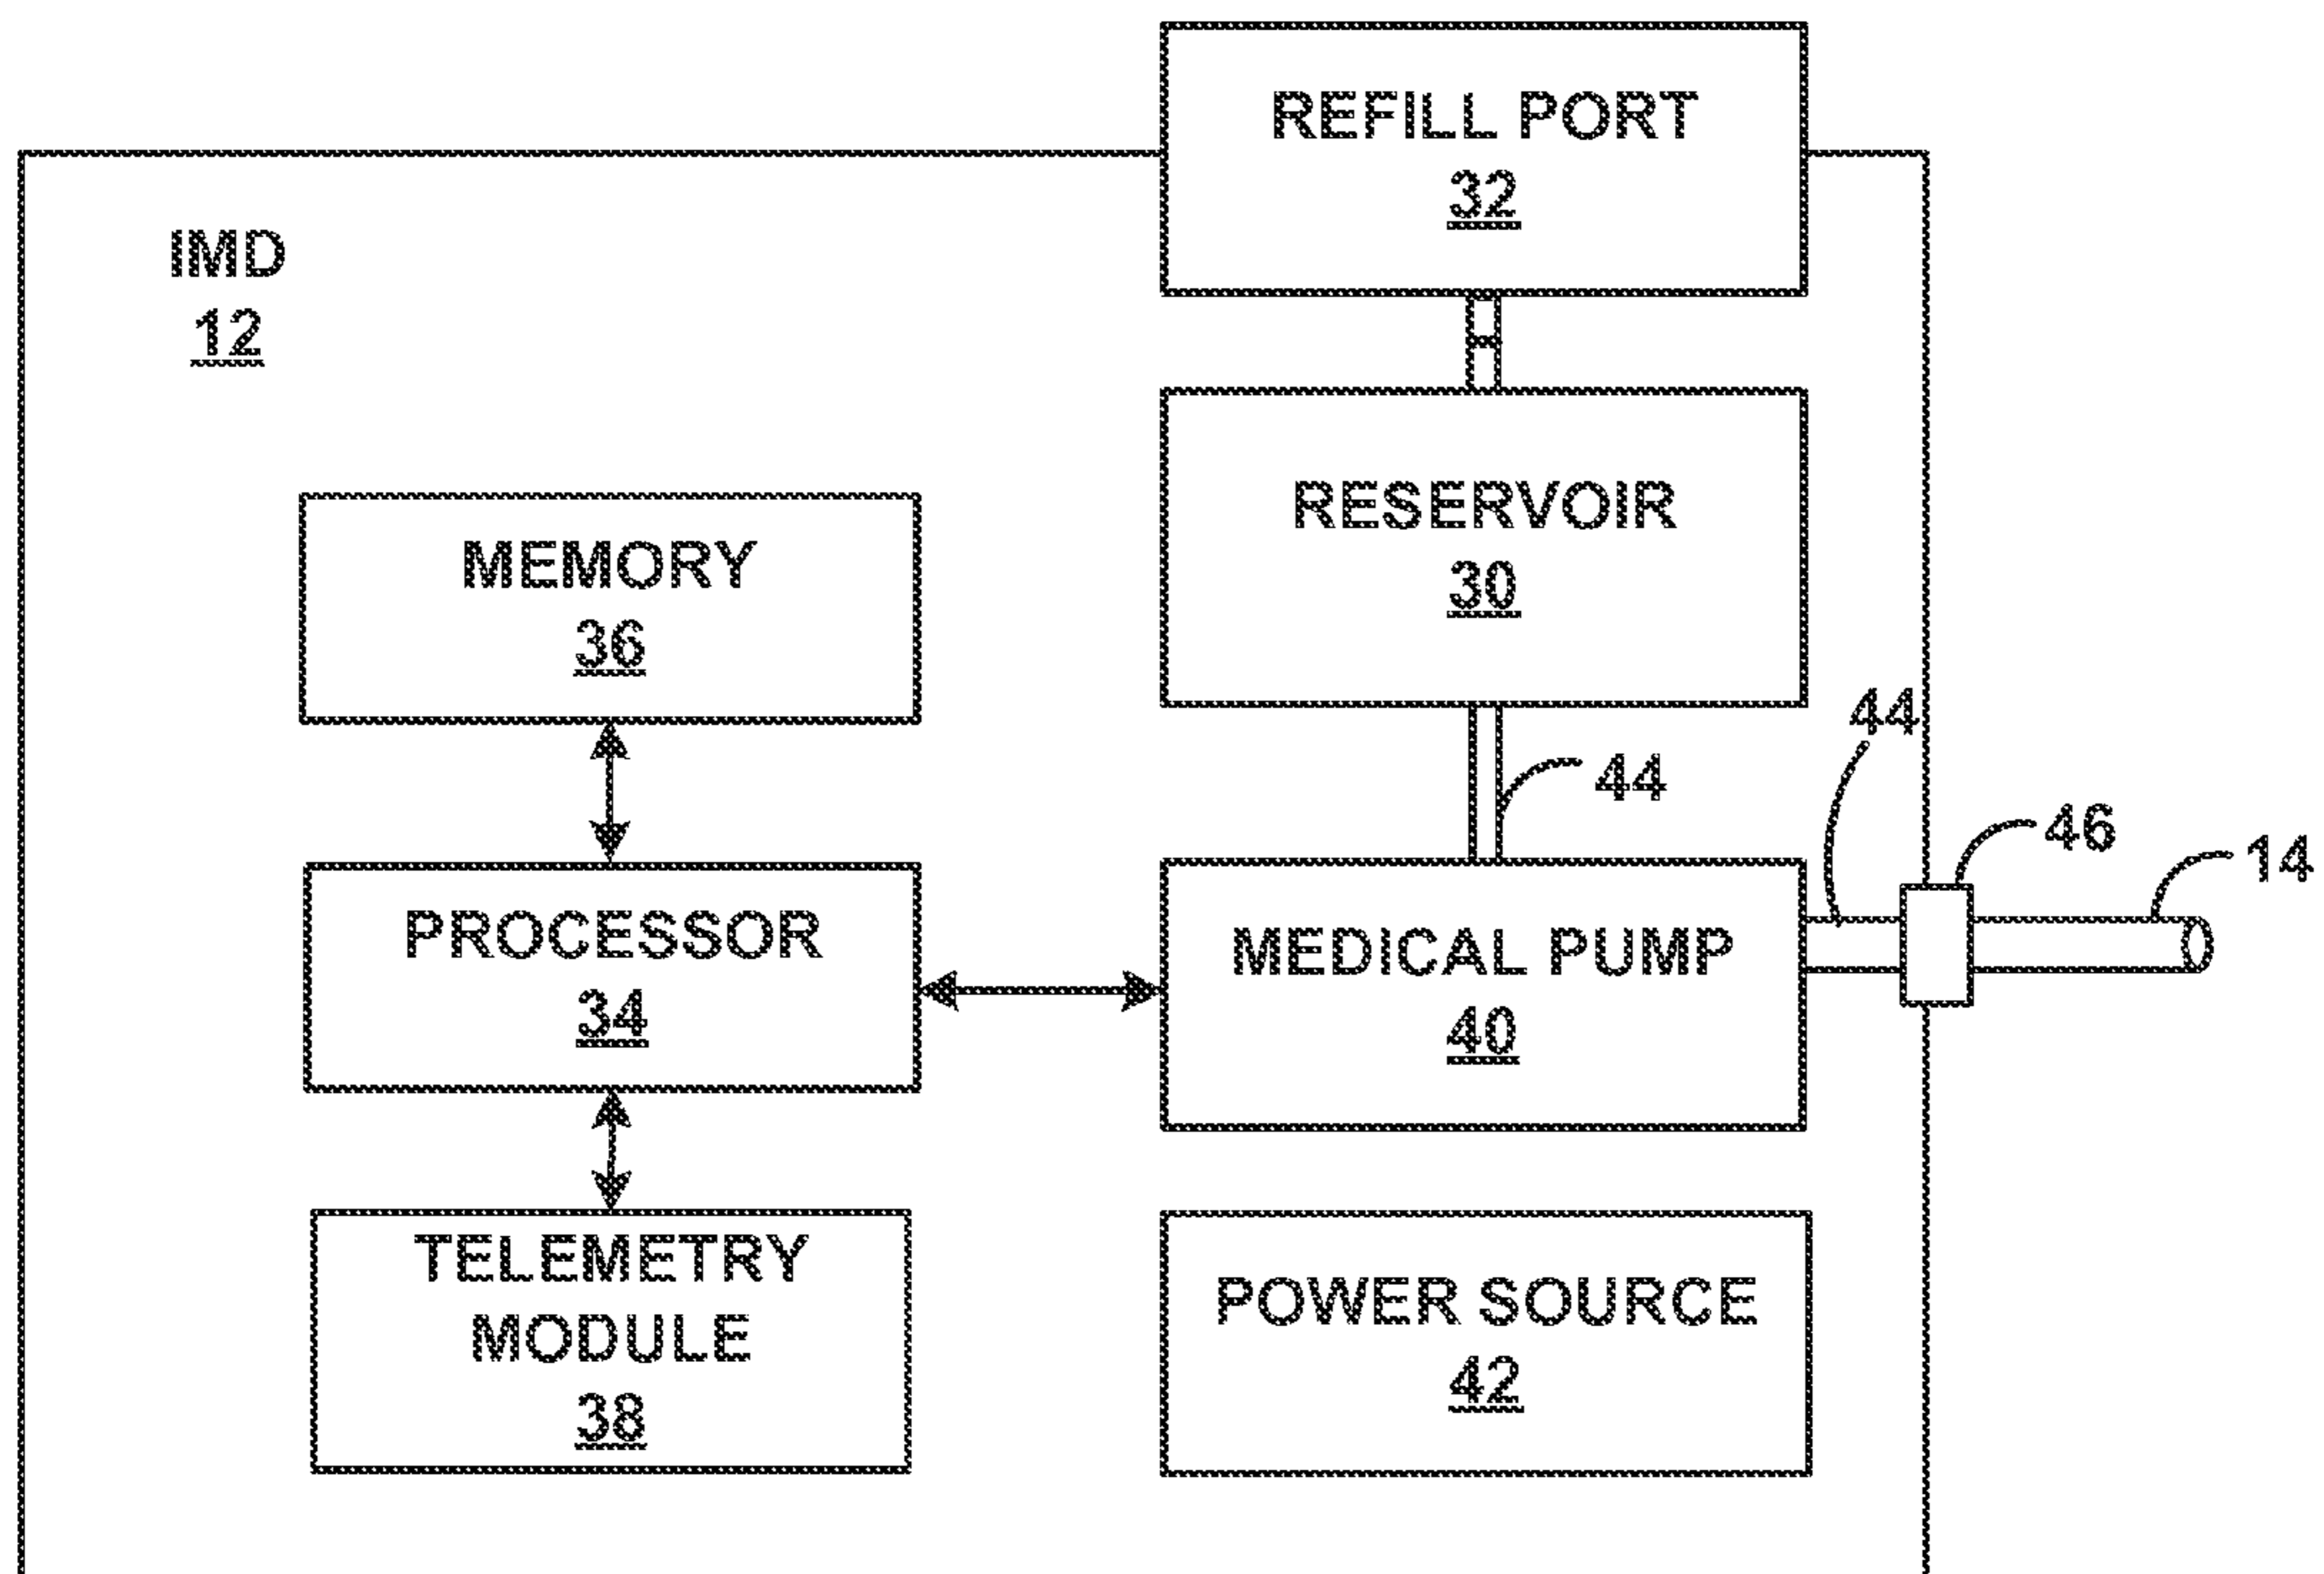 REFILL PORT
32
IMD
12
RESERVOIR
30
MEMORY
36
44
44
46
14
PROCESSOR
34
MEDICAL PUMP
40
TELEMETRY
MODULE
38
POWER SOURCE
42